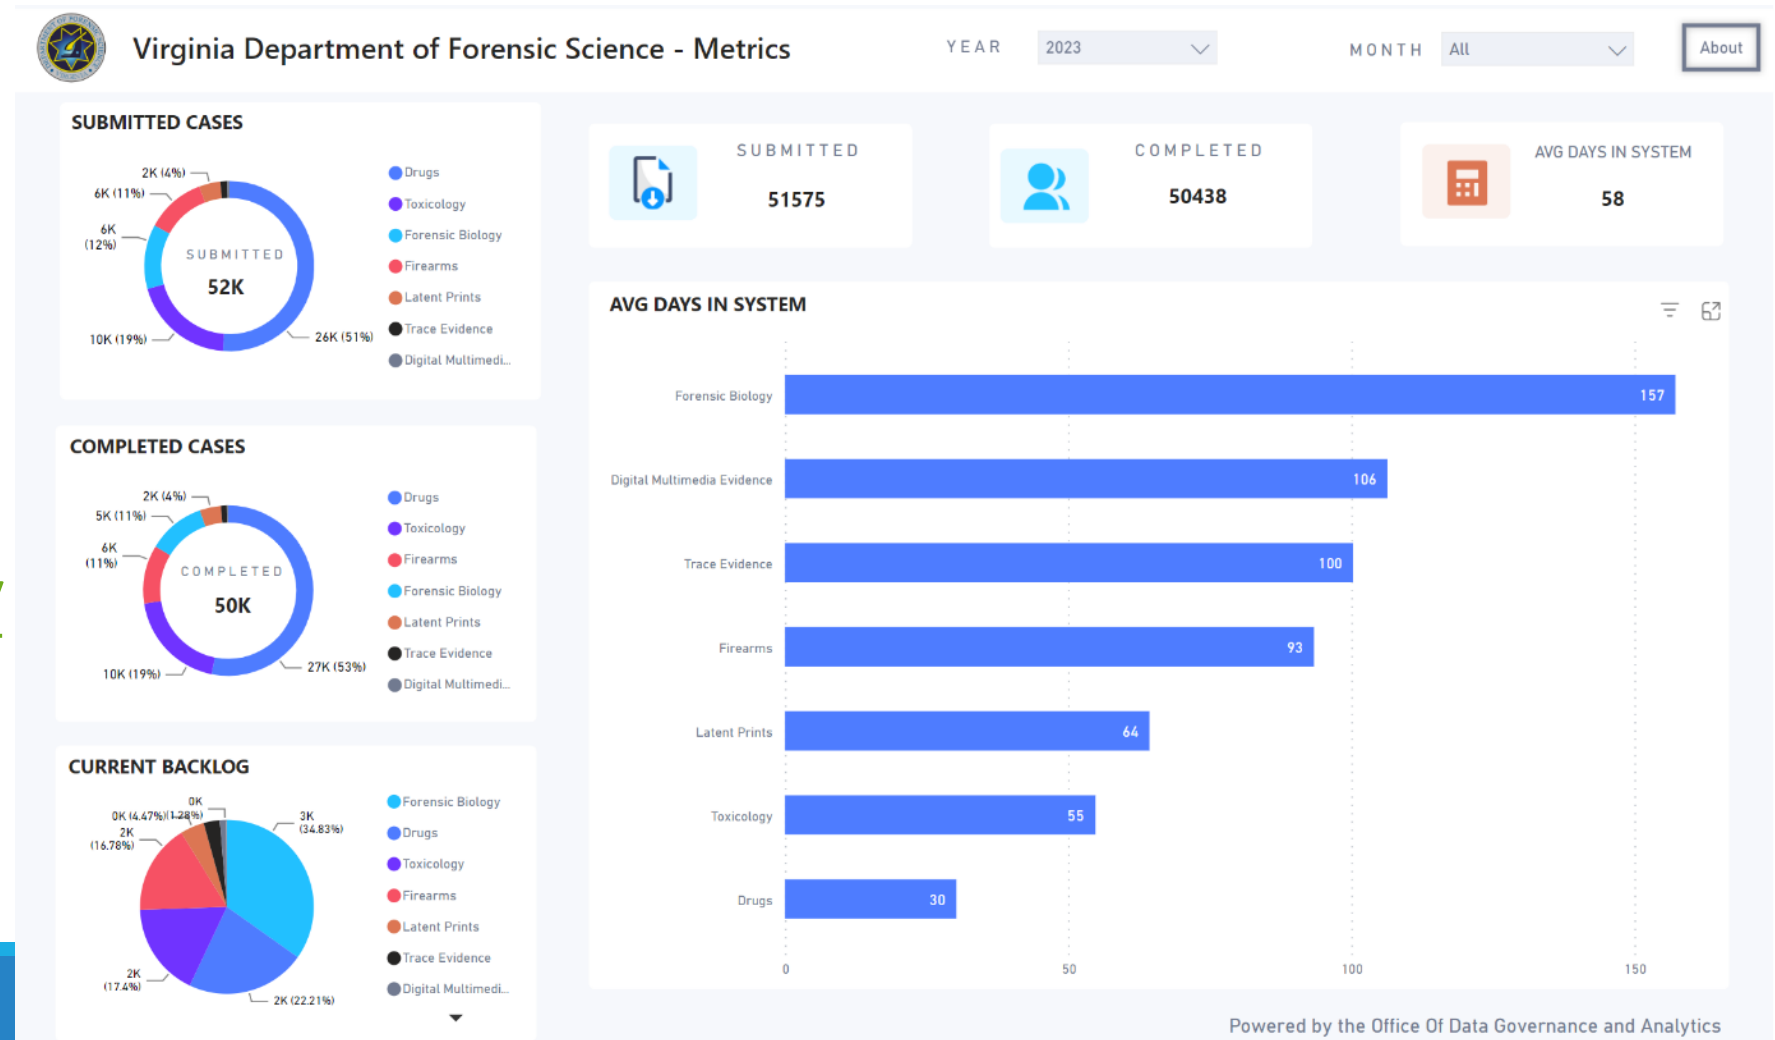 Virginia Department of Forensic Science - Metrics
YEAR
2023
MONTH
All
About
SUBMITTED CASES
2K (4%)
6K (11%)
6K
(12%)
10K (19%)
26K (51%)
SUBMITTED
52K
Drugs
Toxicology
Forensic Biology
Firearms
Latent Prints
Trace Evidence
Digital Multimedi...
SUBMITTED
51575
COMPLETED
50438
AVG DAYS IN SYSTEM
58
COMPLETED CASES
2K (4%)
5K (11%)
6K
(11%)
10K (19%)
27K (53%)
COMPLETED
50K
Drugs
Toxicology
Firearms
Forensic Biology
Latent Prints
Trace Evidence
Digital Multimedi...
CURRENT BACKLOG
0K
(1.28%)
0K (4.47%)
2K
(16.78%)
2K
(17.4%)
2K (22.21%)
3K
(34.83%)
Forensic Biology
Drugs
Toxicology
Firearms
Latent Prints
Trace Evidence
Digital Multimedi...
AVG DAYS IN SYSTEM
Forensic Biology
157
Digital Multimedia Evidence
106
Trace Evidence
100
Firearms
93
Latent Prints
64
Toxicology
55
Drugs
30
0
50
100
150
Powered by the Office Of Data Governance and Analytics